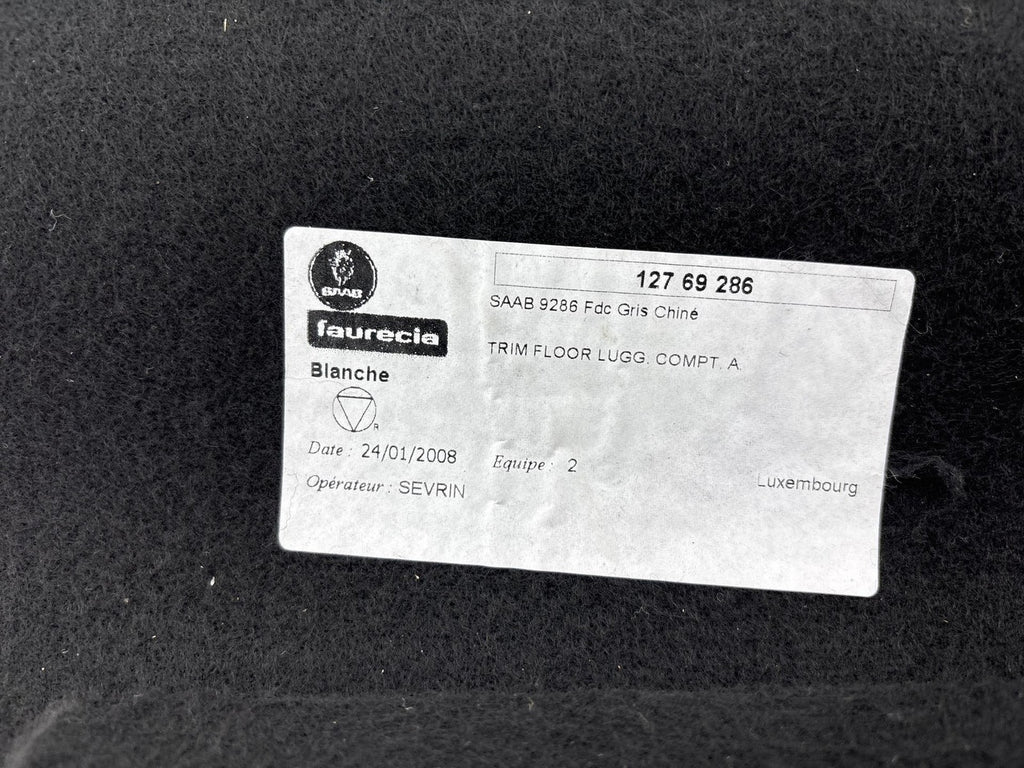 SAAB
faurecia
Blanche
R
Date : 24/01/2008
Opérateur : SEVRIN
127 69 286
SAAB 9286 Fdc Gris Chiné
TRIM FLOOR LUGG. COMPT. A.
Equipe : 2
Luxembourg